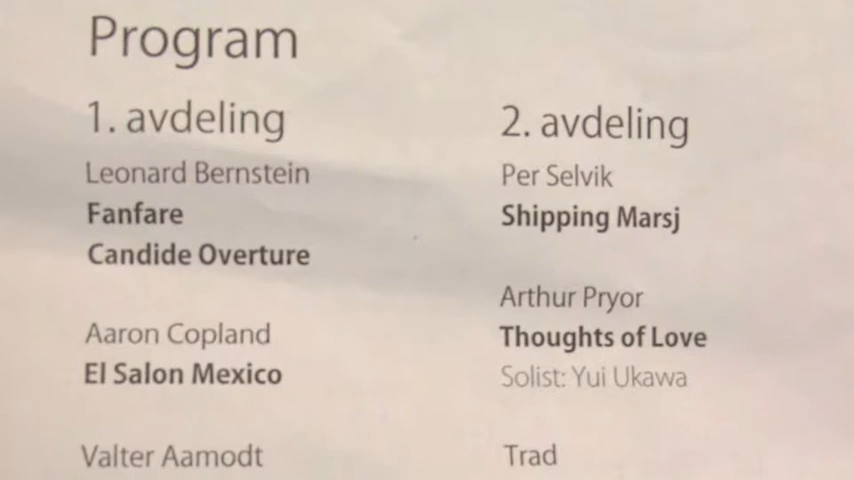 Program
1. avdeling
Leonard Bernstein
Fanfare
Candide Overture
Aaron Copland
El Salon Mexico
Valter Aamodt
2. avdeling
Per Selvik
Shipping Marsj
Arthur Pryor
Thoughts of Love
Solist: Yui Ukawa
Trad